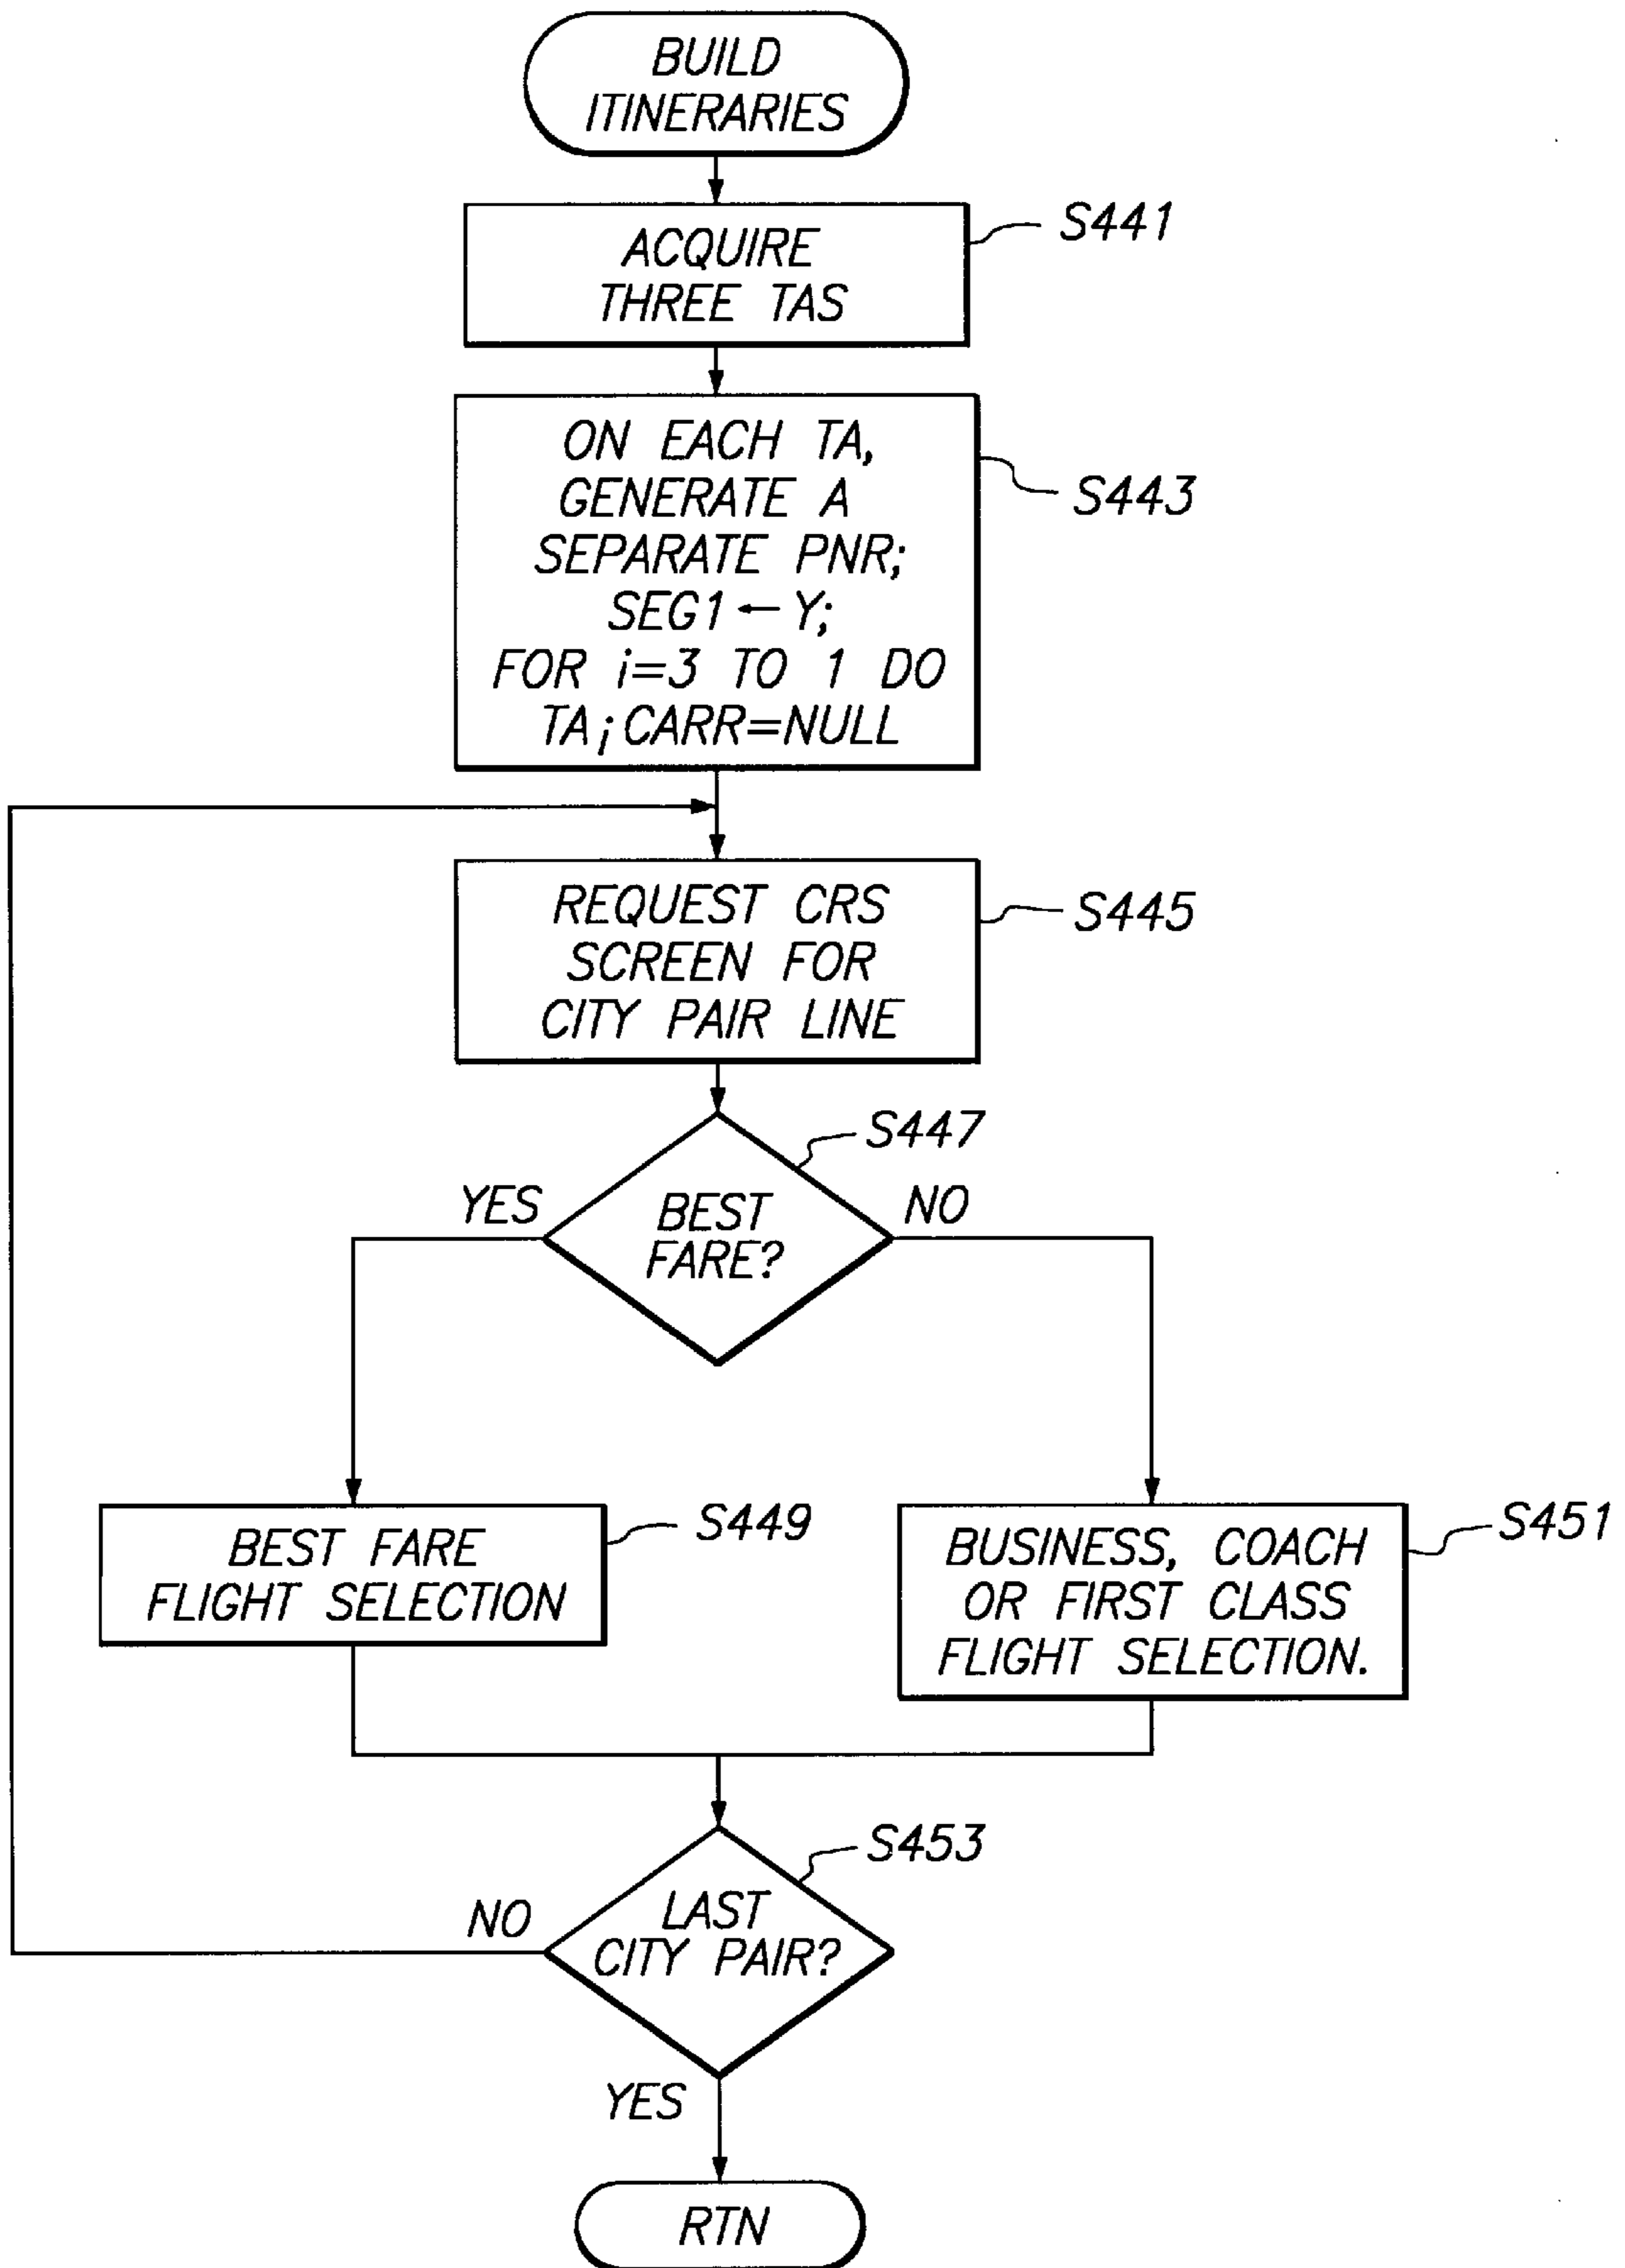 BUILD
ITINERARIES
ACQUIRE
THREE TAS
S441
ON EACH TA,
GENERATE A
SEPARATE PNR;
SEG1 ← Y;
FOR i=3 TO 1 DO
TAi CARR=NULL
S443
REQUEST CRS
SCREEN FOR
CITY PAIR LINE
S445
S447
YES
BEST
FARE?
NO
BEST FARE
FLIGHT SELECTION
S449
BUSINESS, COACH
OR FIRST CLASS
FLIGHT SELECTION.
S451
S453
NO
LAST
CITY PAIR?
YES
RTN